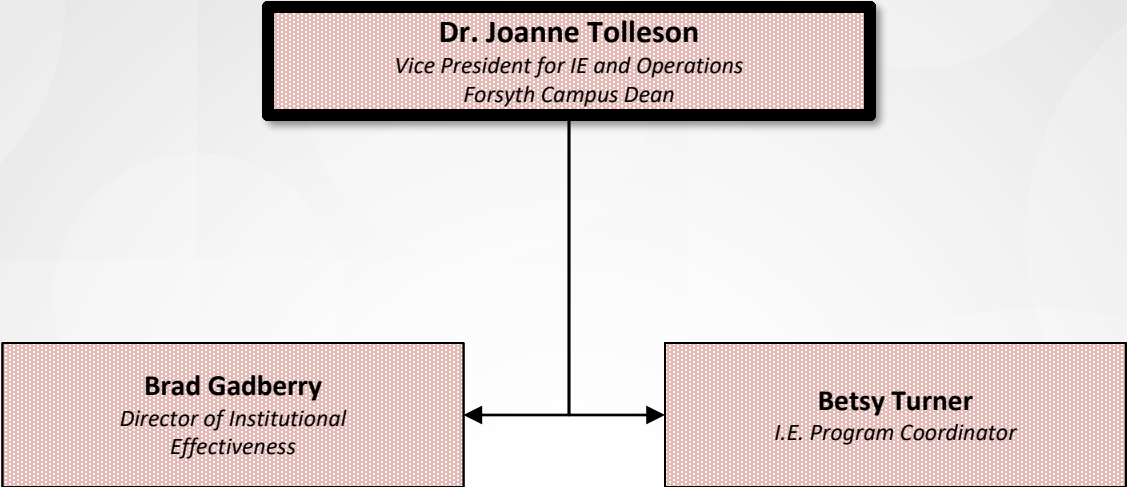 Dr. Joanne Tolleson
Vice President for IE and Operations
Forsyth Campus Dean
Brad Gadberry
Director of Institutional
Effectiveness
Betsy Turner
I.E. Program Coordinator